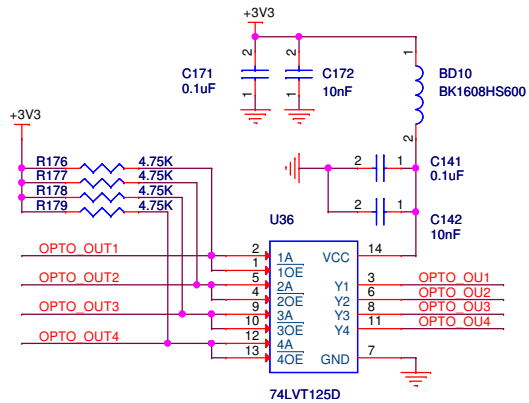 +3V3
2
2
1
C171
0.1uF
C172
10nF
BD10
BK1608HS600
1
1
2
+3V3
R176 4.75K
R177 4.75K
R178 4.75K
R179 4.75K
2 1
C141
0.1uF
2 1
C142
10nF
U36
OPTO_OUT1 2 1A VCC 14
1 1OE
OPTO_OUT2 5 2A Y1 3 OPTO_OU1
4 2OE Y2 6 OPTO_OU2
OPTO_OUT3 9 3A Y3 8 OPTO_OU3
10 3OE Y4 11 OPTO_OU4
OPTO_OUT4 12 4A
13 4OE GND 7
74LVT125D